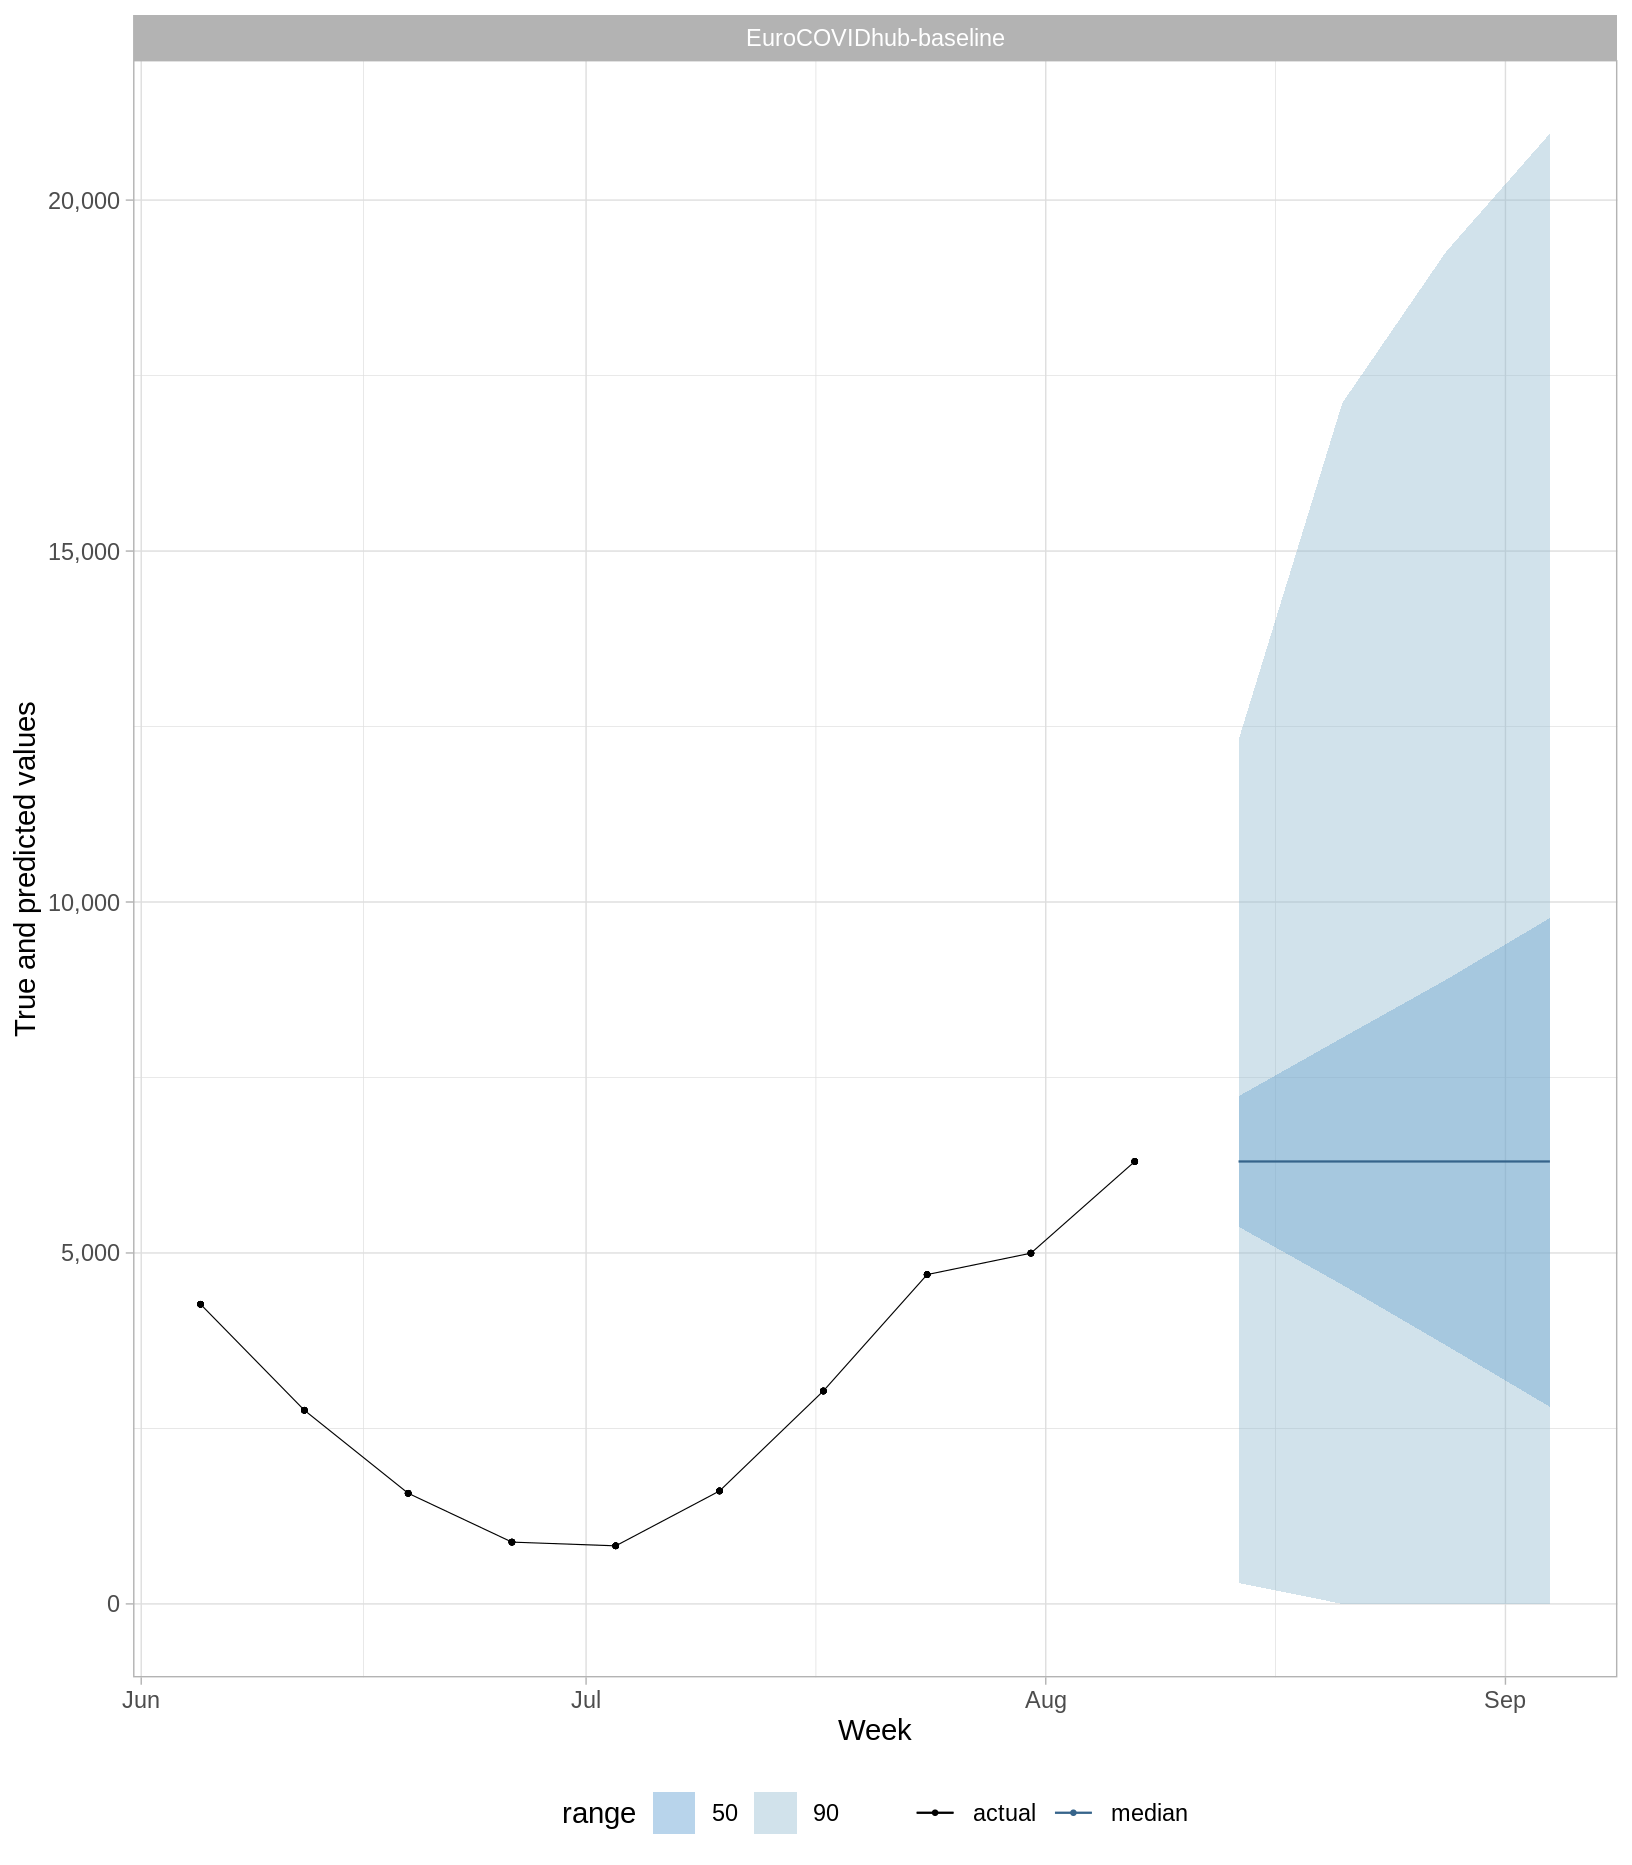 EuroCOVIDhub-baseline
True and predicted values
20,000
15,000
10,000
5,000
0
Jun Jul Aug Sep
Week
range 50 90 actual median